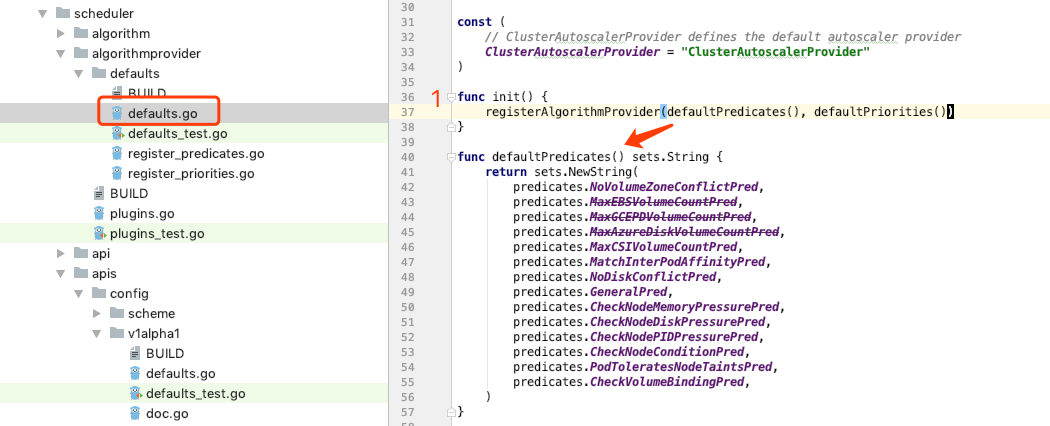 scheduler
algorithm
algorithmprovider
defaults
BUILD
defaults.go
defaults_test.go
register_predicates.go
register_priorities.go
BUILD
plugins.go
plugins_test.go
api
apis
config
scheme
v1alpha1
BUILD
defaults.go
defaults_test.go
doc.go
30
31 const (
32 // ClusterAutoscalerProvider defines the default autoscaler provider
33 ClusterAutoscalerProvider = "ClusterAutoscalerProvider"
34 )
35
1
36 func init() {
37 registerAlgorithmProvider(defaultPredicates(), defaultPriorities())
38 }
39
40 func defaultPredicates() sets.String {
41 return sets.NewString(
42 predicates.NoVolumeZoneConflictPred,
43 predicates.MaxEBSVolumeCountPred,
44 predicates.MaxGCEPDVolumeCountPred,
45 predicates.MaxAzureDiskVolumeCountPred,
46 predicates.MaxCSIVolumeCountPred,
47 predicates.MatchInterPodAffinityPred,
48 predicates.NoDiskConflictPred,
49 predicates.GeneralPred,
50 predicates.CheckNodeMemoryPressurePred,
51 predicates.CheckNodeDiskPressurePred,
52 predicates.CheckNodePIDPressurePred,
53 predicates.CheckNodeConditionPred,
54 predicates.PodToleratesNodeTaintsPred,
55 predicates.CheckVolumeBindingPred,
56 )
57 }